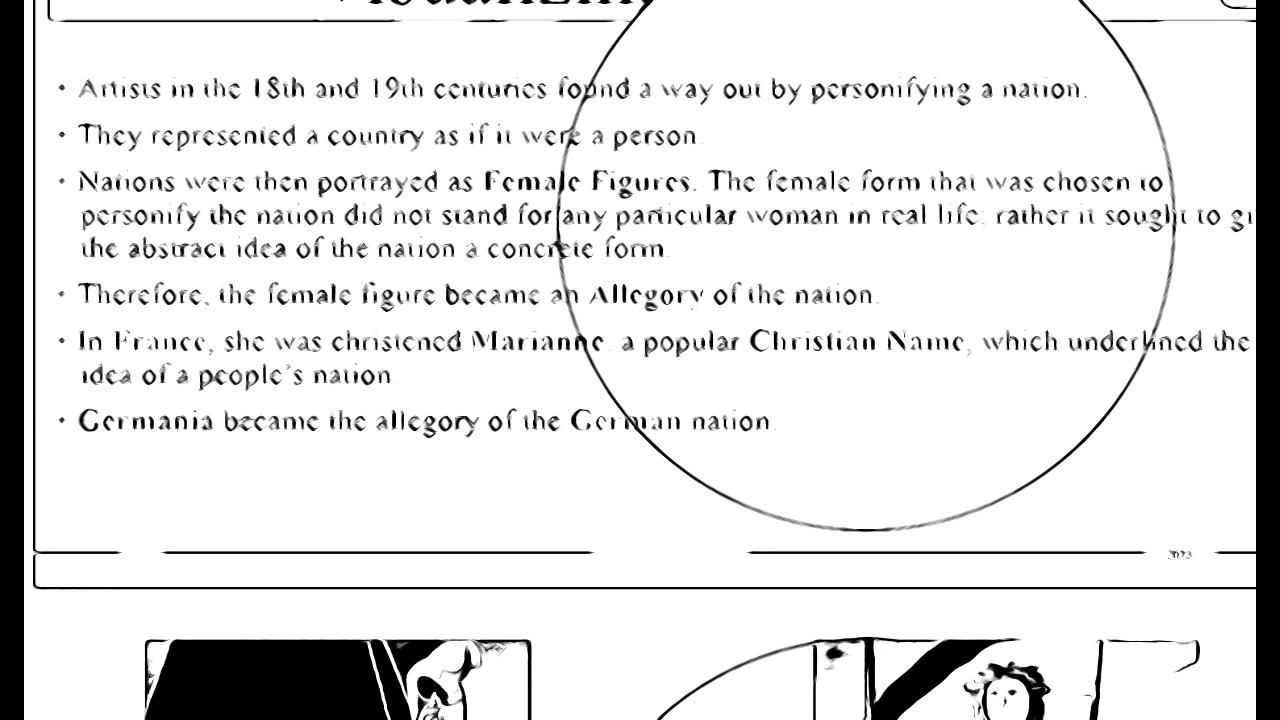 • Artists in the 18th and 19th centuries found a way out by personifying a nation.
• They represented a country as if it were a person.
• Nations were then portrayed as Female Figures. The female form that was chosen to
personify the nation did not stand for any particular woman in real life; rather it sought to
the abstract idea of the nation a concrete form.
• Therefore, the female figure became an Allegory of the nation.
• In France, she was christened Marianne, a popular Christian Name, which underlined the
idea of a people's nation.
• Germania became the allegory of the German nation.